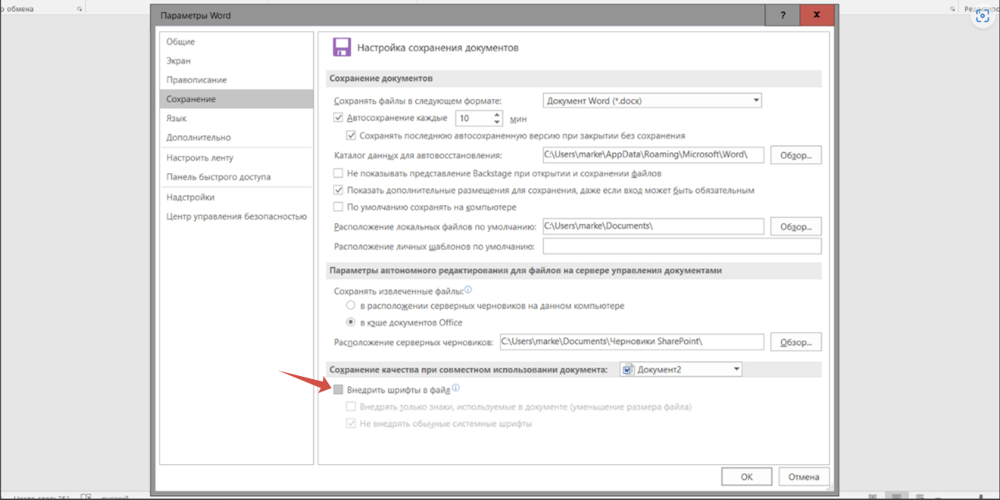 о обмена
Параметры Word
?
x
Общие
Экран
Правописание
Сохранение
Язык
Дополнительно
Настроить ленту
Панель быстрого доступа
Надстройки
Центр управления безопасностью
Настройка сохранения документов
Сохранение документов
Сохранять файлы в следующем формате: Документ Word (*.docx)
Автосохранение каждые 10 мин
Сохранять последнюю автосохраненную версию при закрытии без сохранения
Каталог данных для автовосстановления: C:\Users\marke\AppData\Roaming\Microsoft\Word\ Обзор...
Не показывать представление Backstage при открытии и сохранении файлов
Показать дополнительные размещения для сохранения, даже если вход может быть обязательным
По умолчанию сохранять на компьютере
Расположение локальных файлов по умолчанию: C:\Users\marke\Documents\ Обзор...
Расположение личных шаблонов по умолчанию:
Параметры автономного редактирования для файлов на сервере управления документами
Сохранять извлеченные файлы:
в расположении серверных черновиков на данном компьютере
в кэше документов Office
Расположение серверных черновиков: C:\Users\marke\Documents\Черновики SharePoint\ Обзор...
Сохранение качества при совместном использовании документа: Документ2
Внедрить шрифты в файл
Внедрять только знаки, используемые в документе (уменьшение размера файла)
Не внедрять обычные системные шрифты
ОК
Отмена